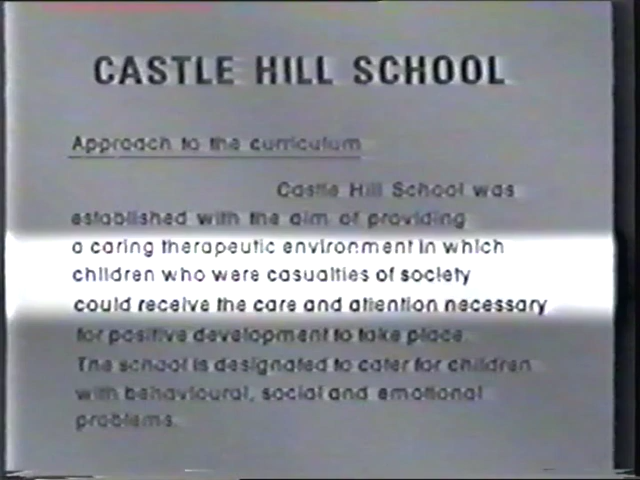 CASTLE HILL SCHOOL
Approach to the curriculum
Castle Hill School was
established with the aim of providing
a caring therapeutic environment in which
children who were casualties of society
could receive the care and attention necessary
for positive development to take place.
The school is designated to cater for children
with behavioural, social and emotional
problems.